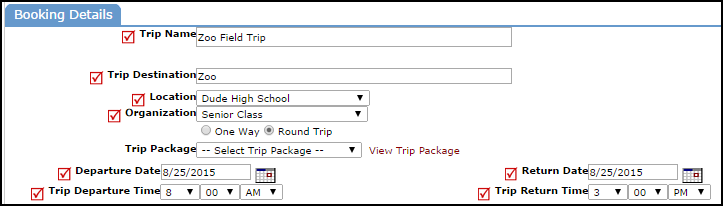 Booking Details
Trip Name Zoo Field Trip
Trip Destination Zoo
Location Dude High School
Organization Senior Class
One Way Round Trip
Trip Package -- Select Trip Package -- View Trip Package
Departure Date 8/25/2015 Return Date 8/25/2015
Trip Departure Time 8 00 AM Trip Return Time 3 00 PM